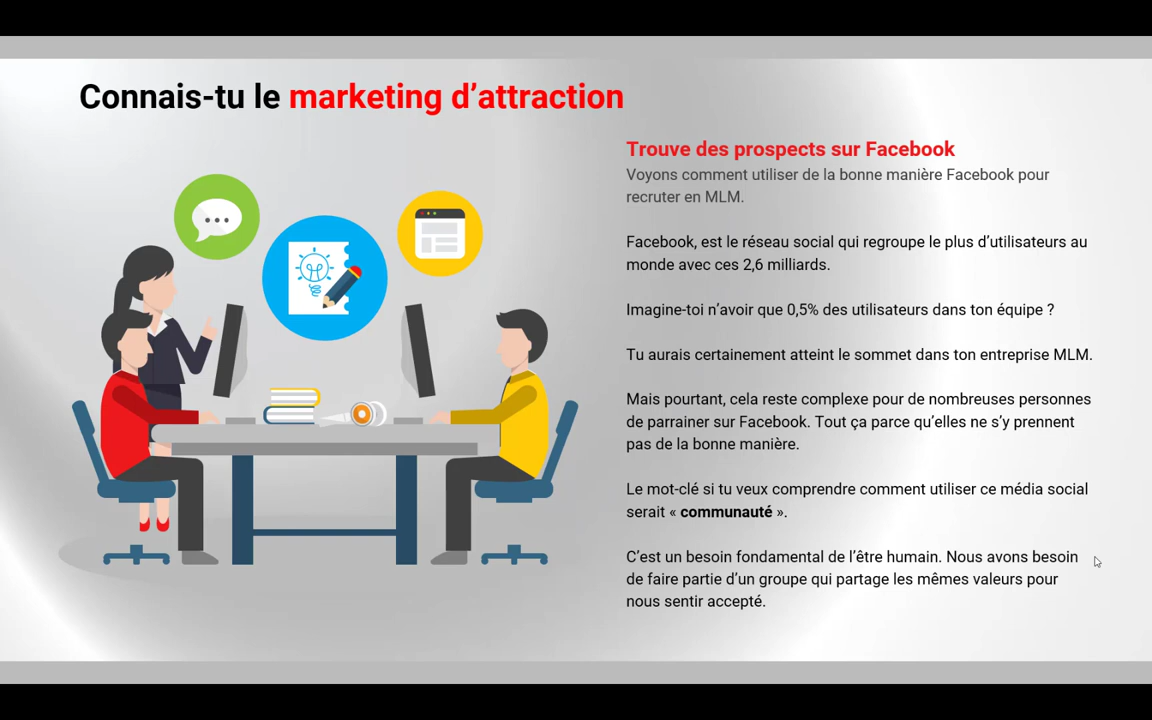 Connais-tu le marketing d’attraction
Trouve des prospects sur Facebook
Voyons comment utiliser de la bonne manière Facebook pour
recruter en MLM.
Facebook, est le réseau social qui regroupe le plus d’utilisateurs au
monde avec ces 2,6 milliards.
Imagine-toi n’avoir que 0,5% des utilisateurs dans ton équipe ?
Tu aurais certainement atteint le sommet dans ton entreprise MLM.
Mais pourtant, cela reste complexe pour de nombreuses personnes
de parrainer sur Facebook. Tout ça parce qu’elles ne s’y prennent
pas de la bonne manière.
Le mot-clé si tu veux comprendre comment utiliser ce média social
serait « communauté ».
C’est un besoin fondamental de l’être humain. Nous avons besoin
de faire partie d’un groupe qui partage les mêmes valeurs pour
nous sentir accepté.